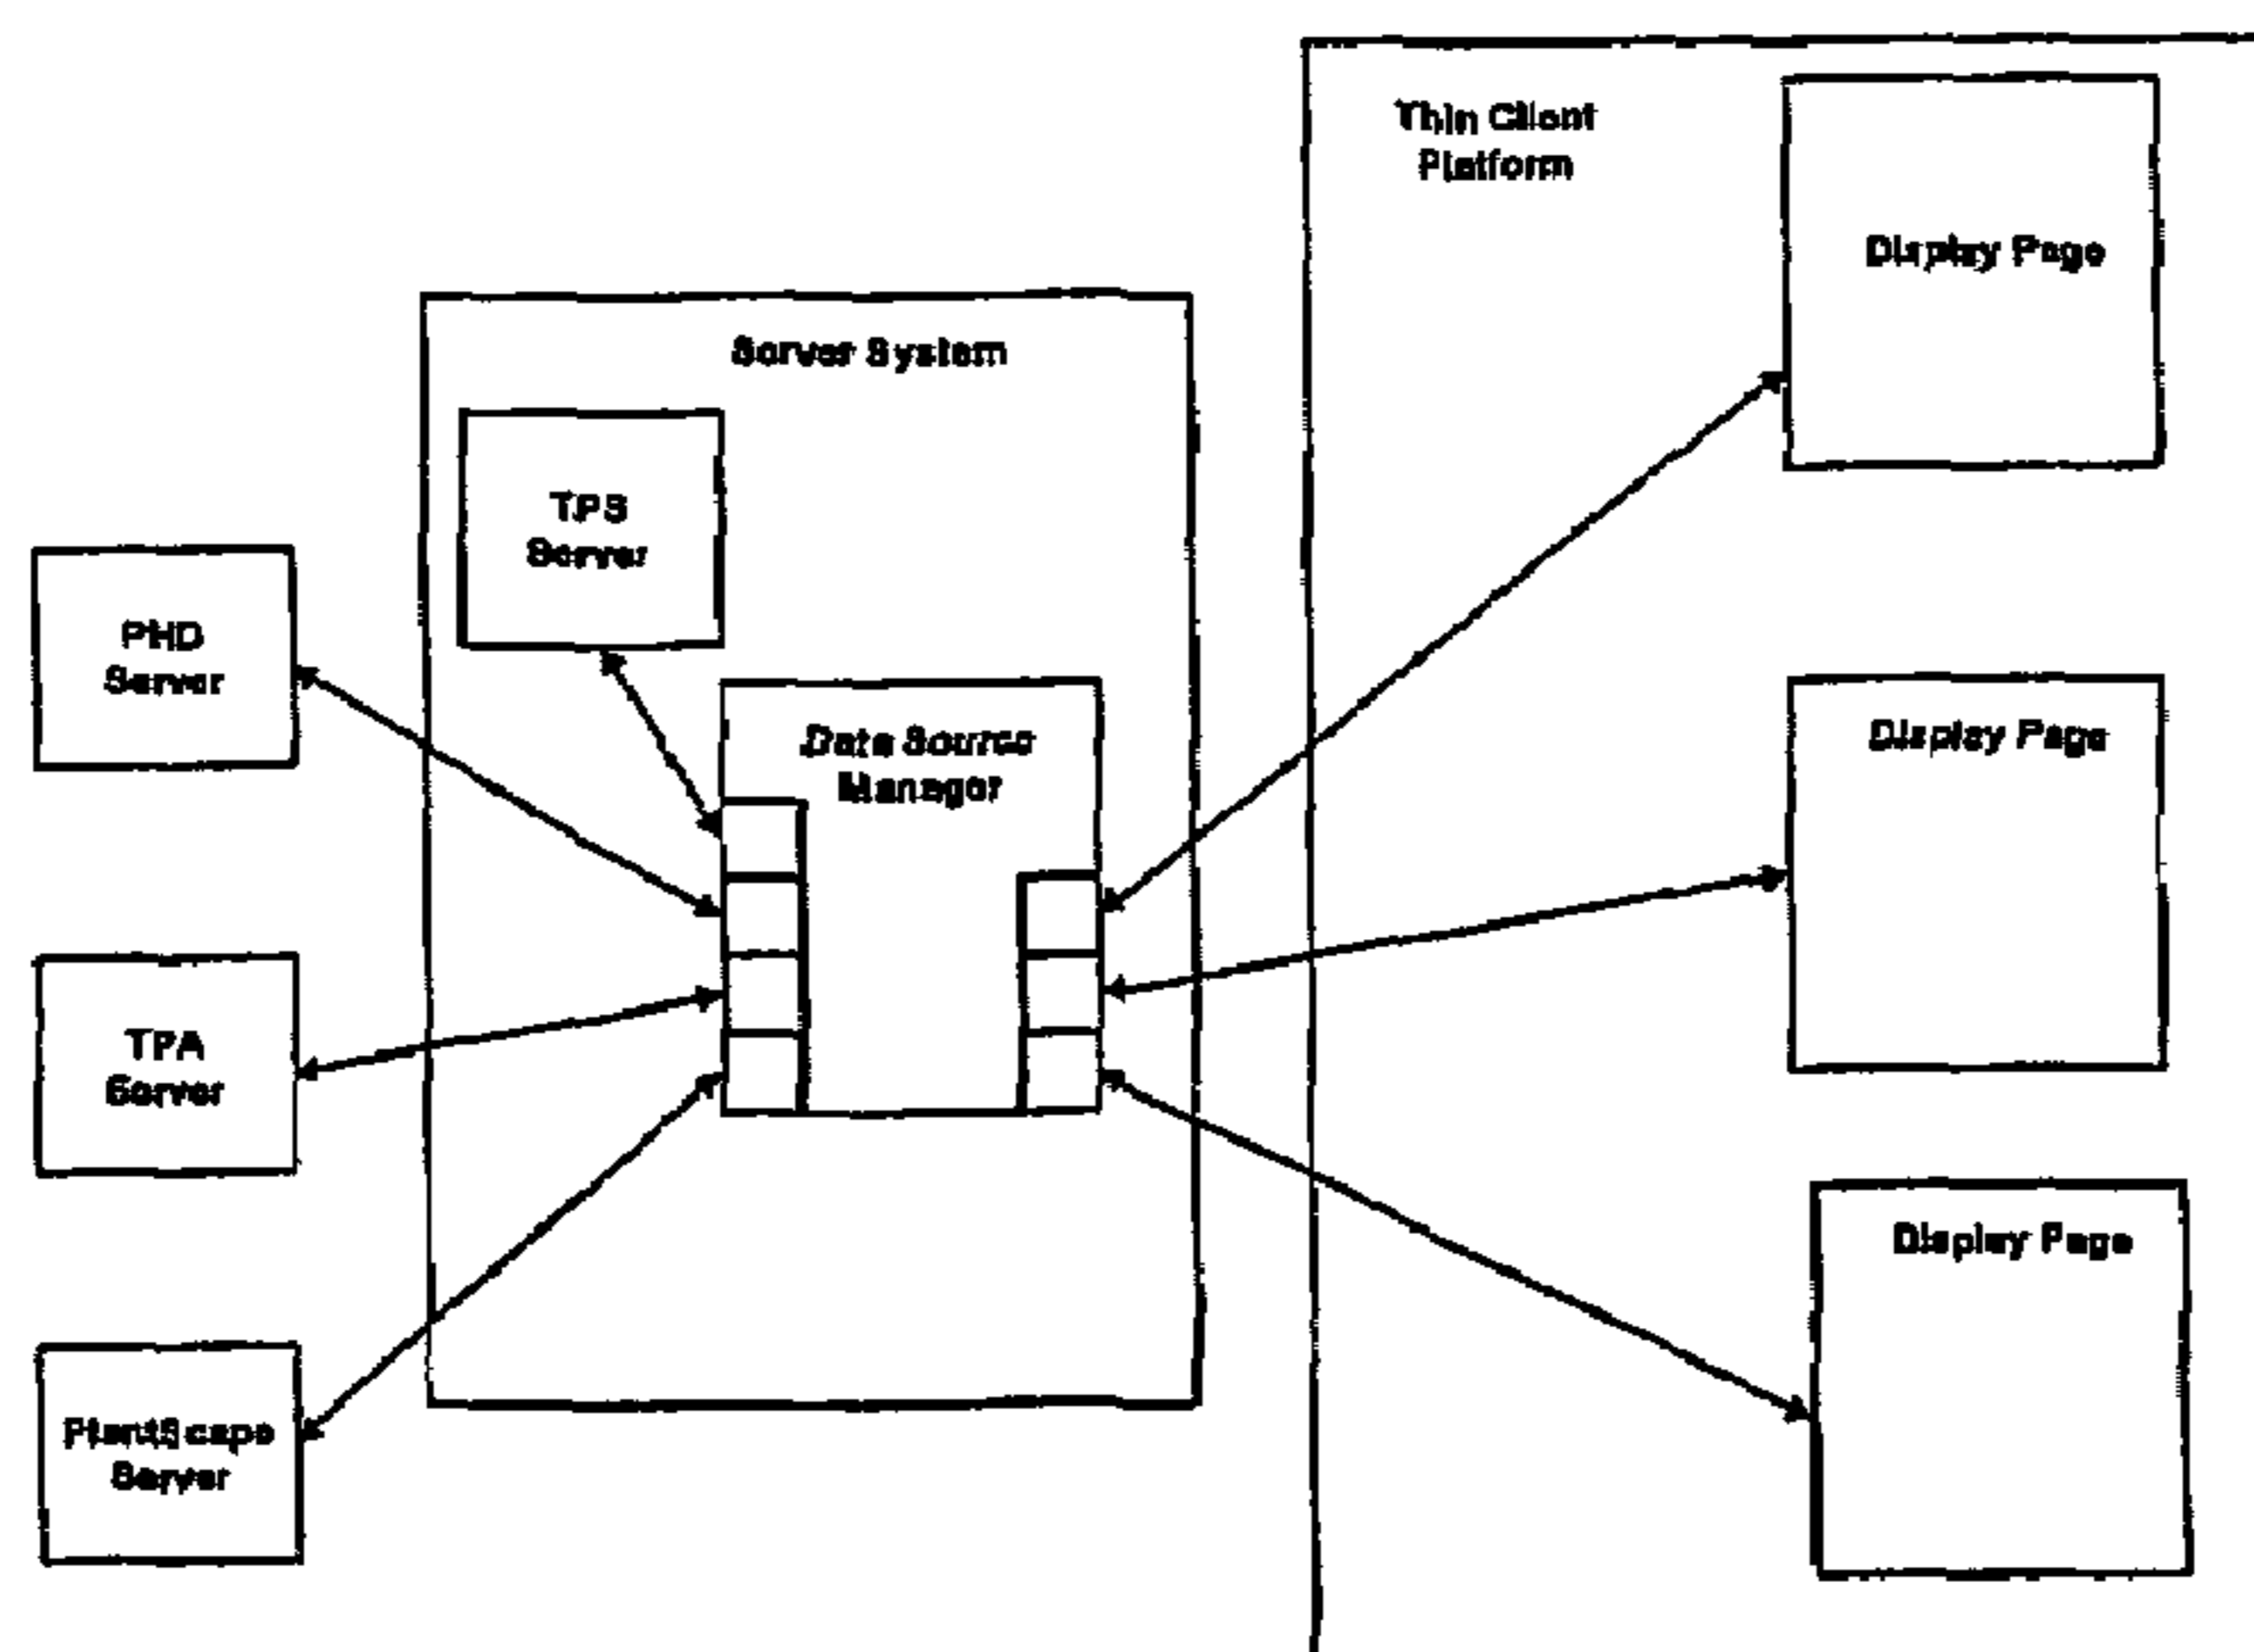 Thin Client
Platform
Display Page
Server System
TPS
Server
PHD
Server
Data Source
Manager
Display Page
TPA
Server
Display Page
PlantScape
Server